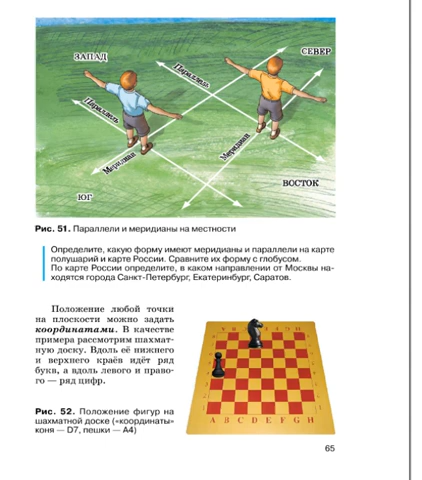 ЗАПАД
СЕВЕР
Параллель
Параллель
Меридиан
Меридиан
ЮГ
ВОСТОК
Рис. 51. Параллели и меридианы на местности
Определите, какую форму имеют меридианы и параллели на карте
полушарий и карте России. Сравните их форму с глобусом.
По карте России определите, в каком направлении от Москвы на-
ходятся города Санкт-Петербург, Екатеринбург, Саратов.
Положение любой точки
на плоскости можно задать
координатами. В качестве
примера рассмотрим шахмат-
ную доску. Вдоль её нижнего
и верхнего краёв идёт ряд
букв, а вдоль левого и право-
го — ряд цифр.
Рис. 52. Положение фигур на
шахматной доске («координаты»
коня — D7, пешки — A4)
A B C D E F G H
65